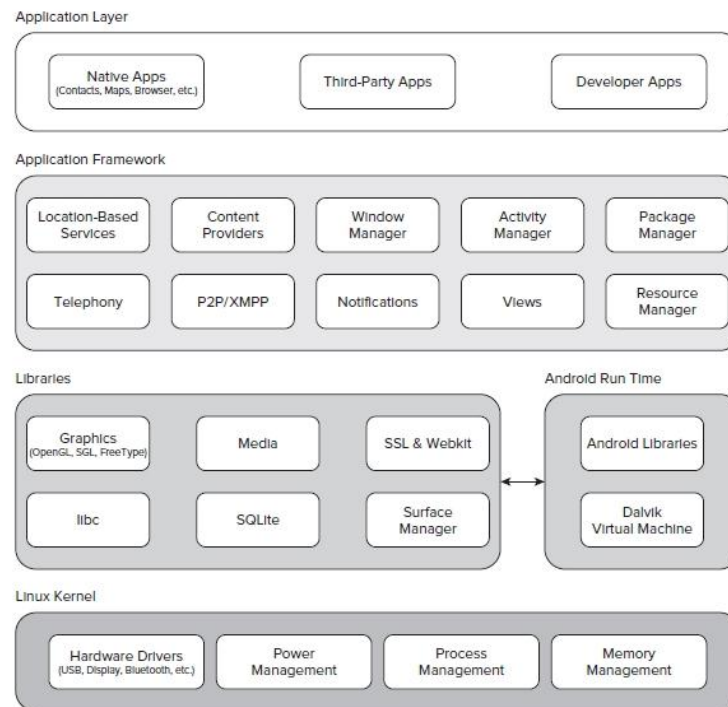 Application Layer
Native Apps
(Contacts, Maps, Browser, etc.)
Third-Party Apps
Developer Apps
Application Framework
Location-Based
Services
Content
Providers
Window
Manager
Activity
Manager
Package
Manager
Telephony
P2P/XMPP
Notifications
Views
Resource
Manager
Libraries
Graphics
(OpenGL, SGL, FreeType)
Media
SSL & Webkit
libc
SQLite
Surface
Manager
Android Run Time
Android Libraries
Dalvik
Virtual Machine
Linux Kernel
Hardware Drivers
(USB, Display, Bluetooth, etc.)
Power
Management
Process
Management
Memory
Management